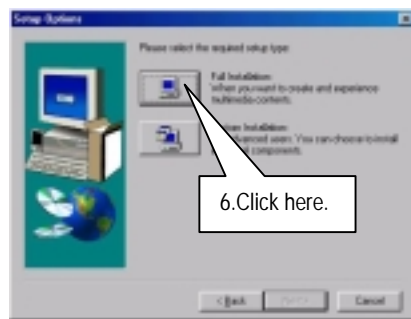 Setup Options
Please select the required setup type
Full Installation:
When you want to create and experience
multimedia contents.
Installation:
advanced users. You can choose to install
components.
6.Click here.
< Back
Cancel